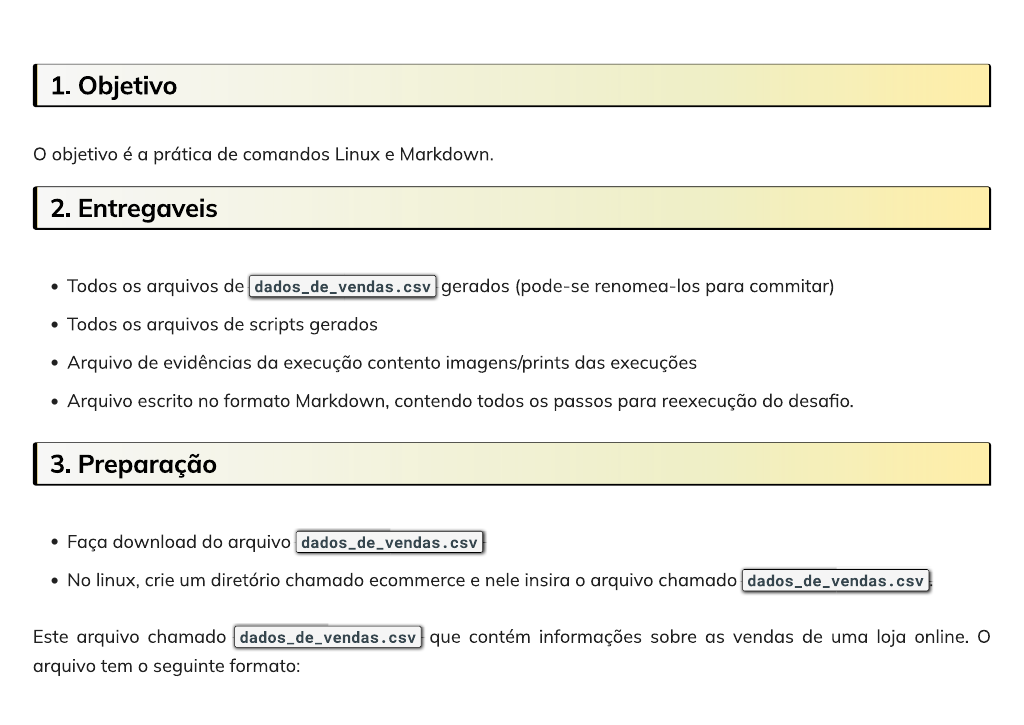 1. Objetivo
O objetivo é a prática de comandos Linux e Markdown.
2. Entregaveis
• Todos os arquivos de dados_de_vendas.csv gerados (pode-se renomea-los para commitar)
• Todos os arquivos de scripts gerados
• Arquivo de evidências da execução contento imagens/prints das execuções
• Arquivo escrito no formato Markdown, contendo todos os passos para reexecução do desafio.
3. Preparação
• Faça download do arquivo dados_de_vendas.csv
• No linux, crie um diretório chamado ecommerce e nele insira o arquivo chamado dados_de_vendas.csv.
Este arquivo chamado dados_de_vendas.csv que contém informações sobre as vendas de uma loja online. O
arquivo tem o seguinte formato: